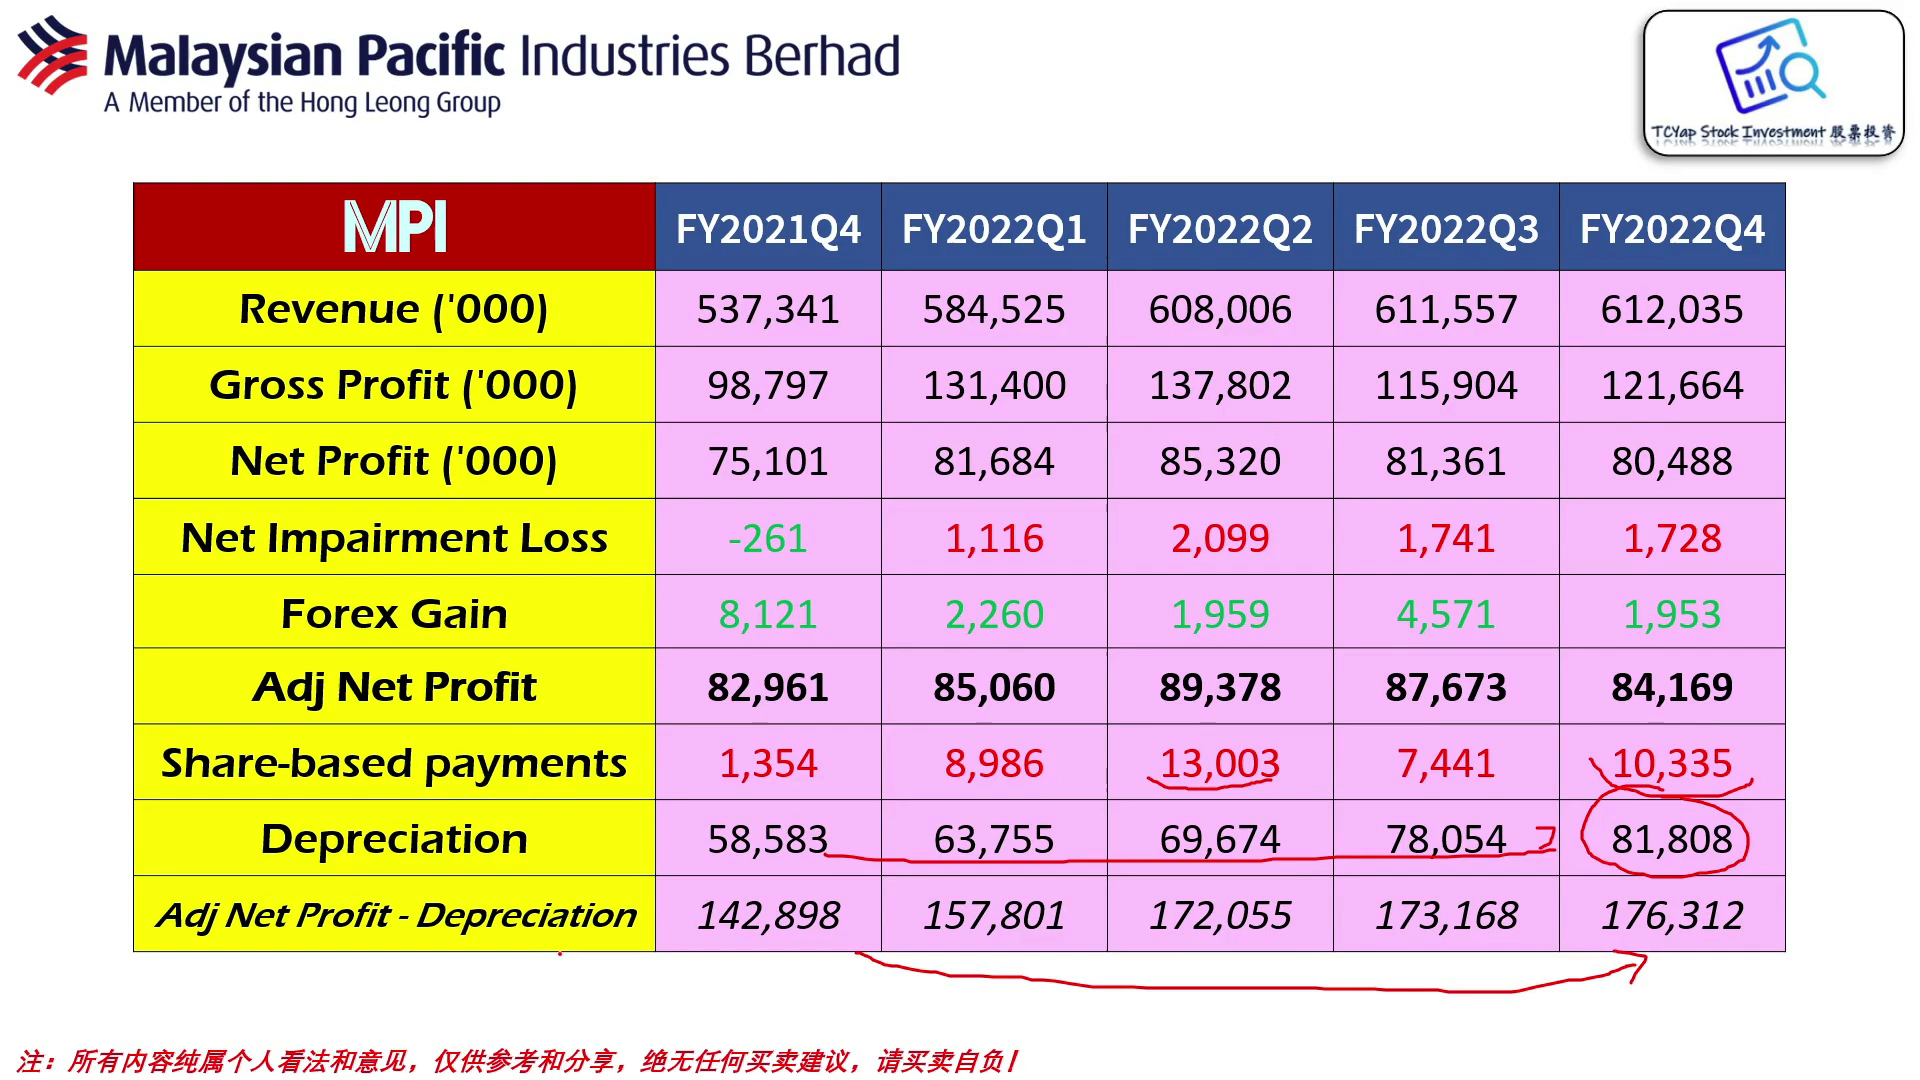 Malaysian Pacific Industries Berhad
A Member of the Hong Leong Group
TCYap Stock Investment 股票投资
MPI FY2021Q4 FY2022Q1 FY2022Q2 FY2022Q3 FY2022Q4
Revenue ('000) 537,341 584,525 608,006 611,557 612,035
Gross Profit ('000) 98,797 131,400 137,802 115,904 121,664
Net Profit ('000) 75,101 81,684 85,320 81,361 80,488
Net Impairment Loss -261 1,116 2,099 1,741 1,728
Forex Gain 8,121 2,260 1,959 4,571 1,953
Adj Net Profit 82,961 85,060 89,378 87,673 84,169
Share-based payments 1,354 8,986 13,003 7,441 10,335
Depreciation 58,583 63,755 69,674 78,054 81,808
Adj Net Profit - Depreciation 142,898 157,801 172,055 173,168 176,312
注：所有内容纯属个人看法和意见，仅供参考和分享，绝无任何买卖建议，请买卖自负!